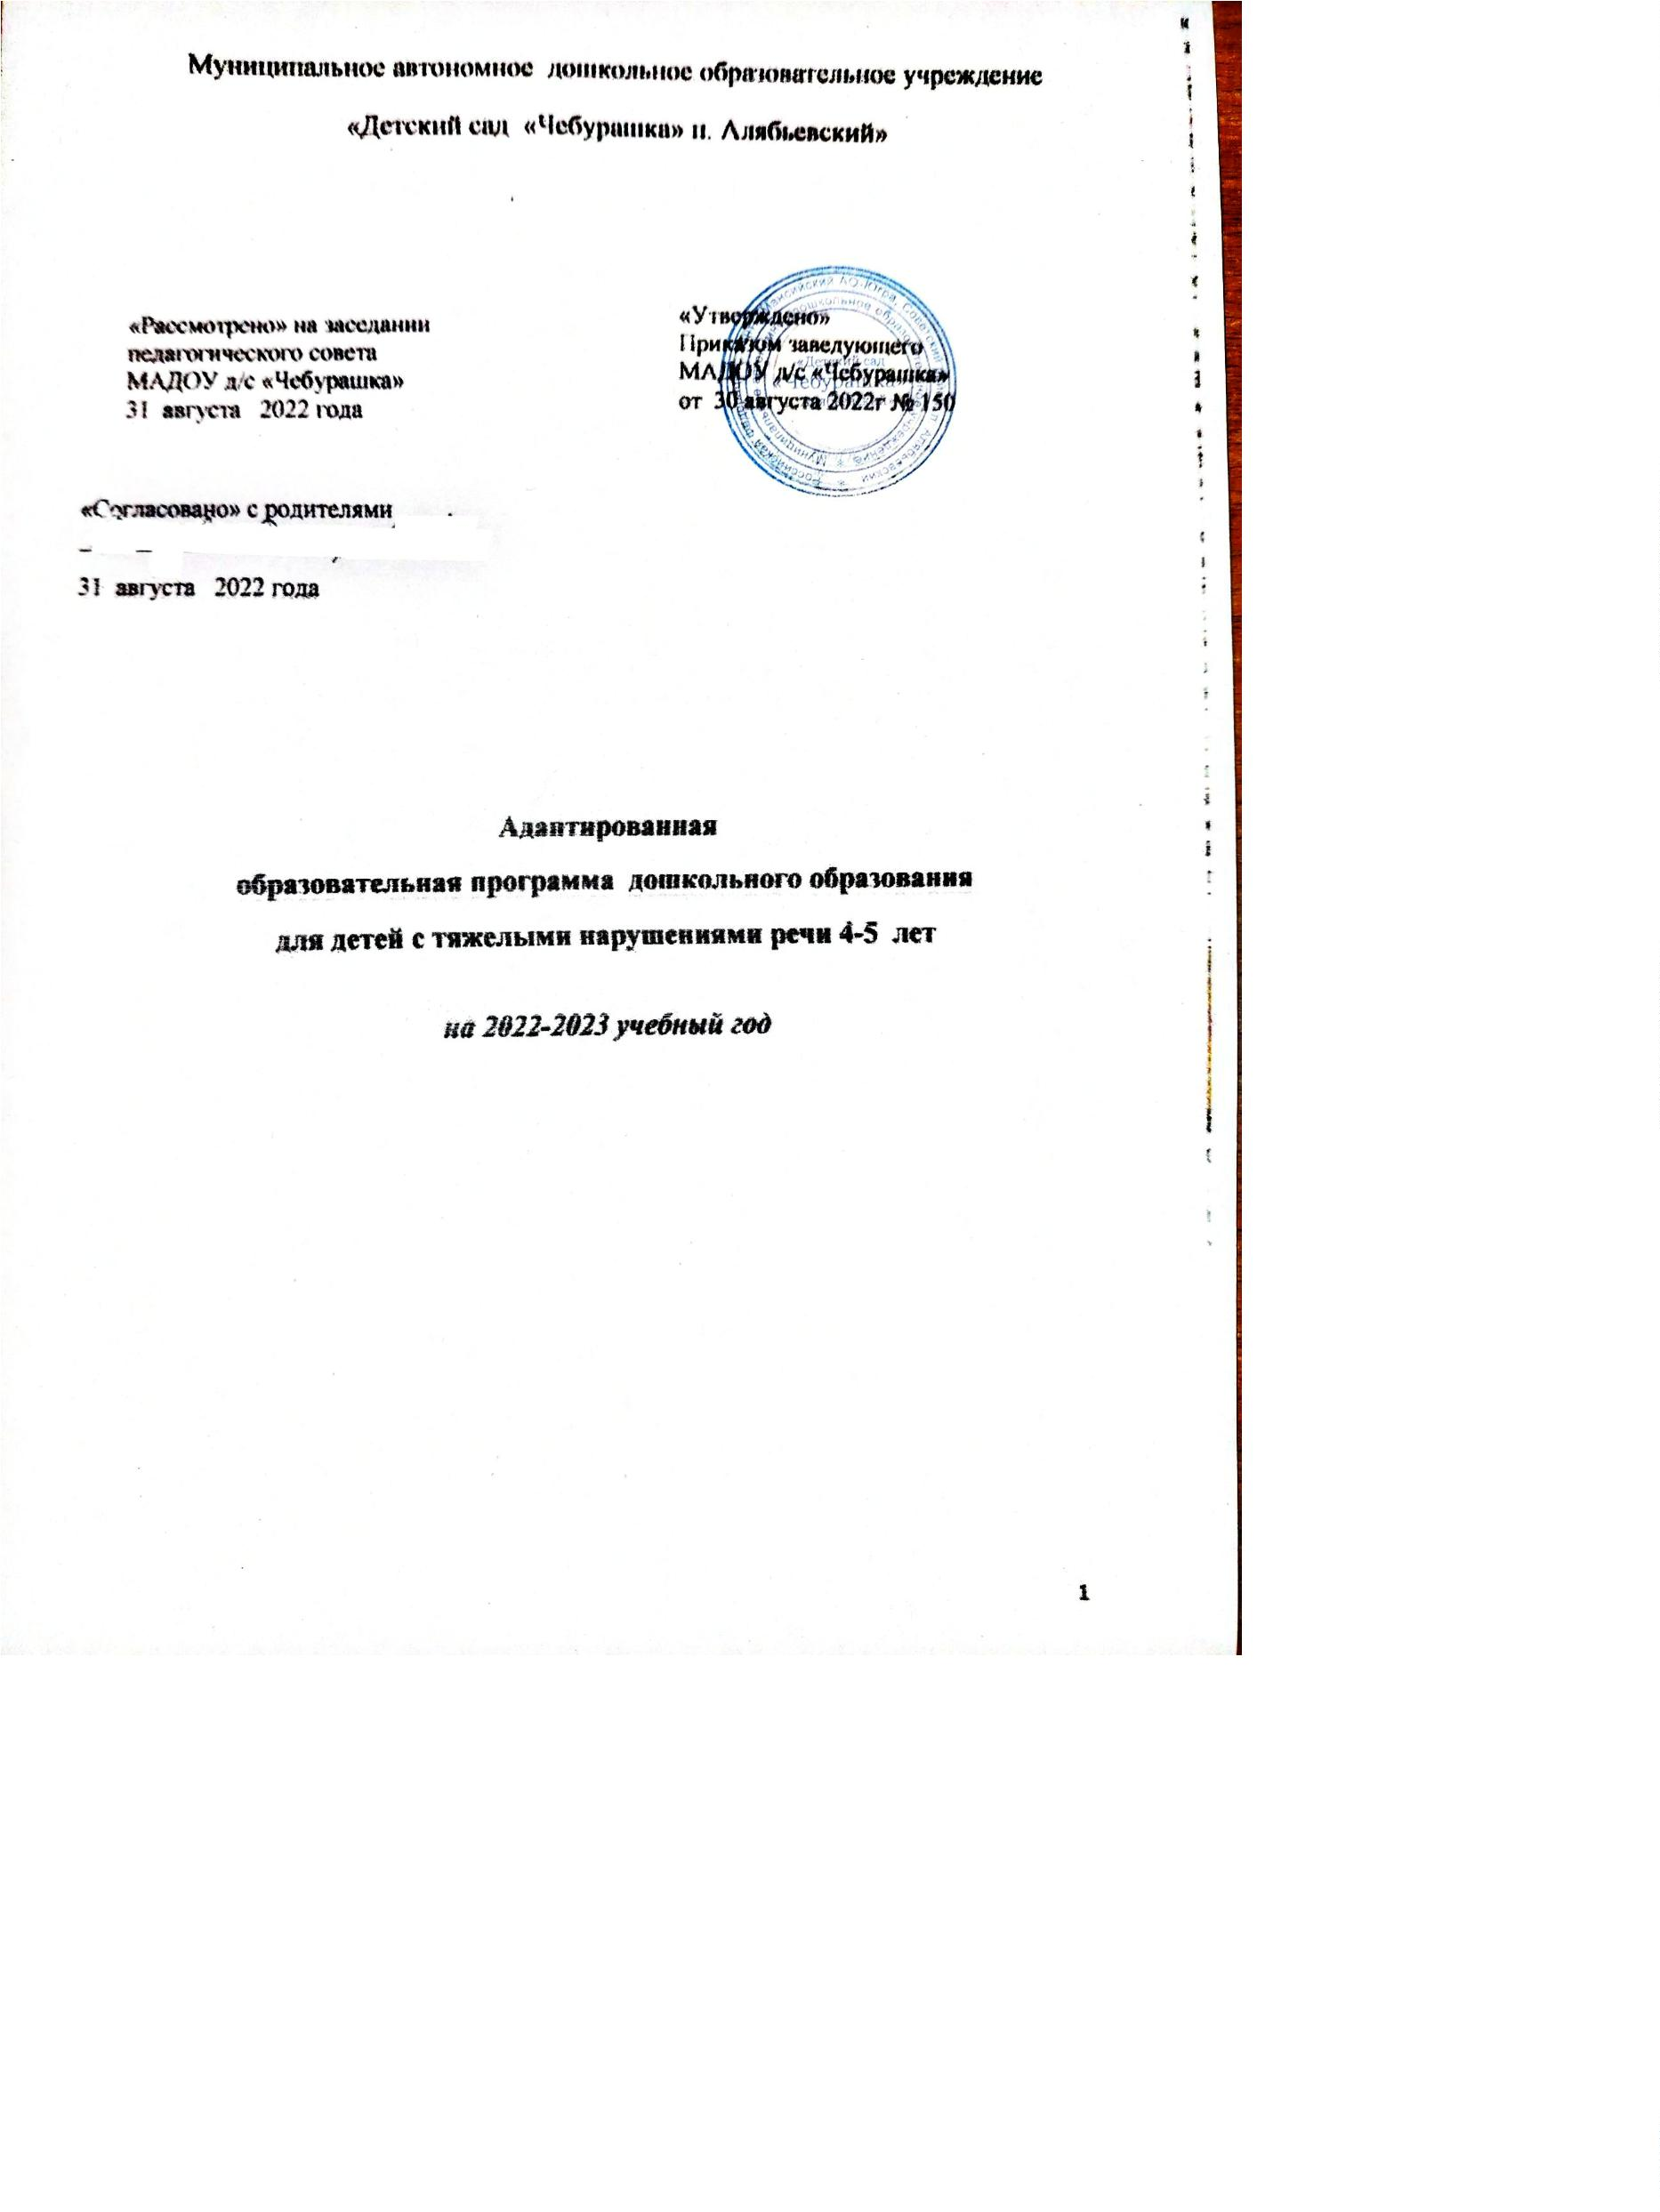 Муниципальное автономное дошкольное образовательное учреждение
«Детский сад «Чебурашка» п. Алябьевский»
«Рассмотрено» на заседании
педагогического совета
МАДОУ д/с «Чебурашка»
31 августа 2022 года
«Утверждено»
Приказом заведующего
МАДОУ д/с «Чебурашка»
от 30 августа 2022г № 150
«Согласовано» с родителями
31 августа 2022 года
Адаптированная
образовательная программа дошкольного образования
для детей с тяжелыми нарушениями речи 4-5 лет
на 2022-2023 учебный год
1